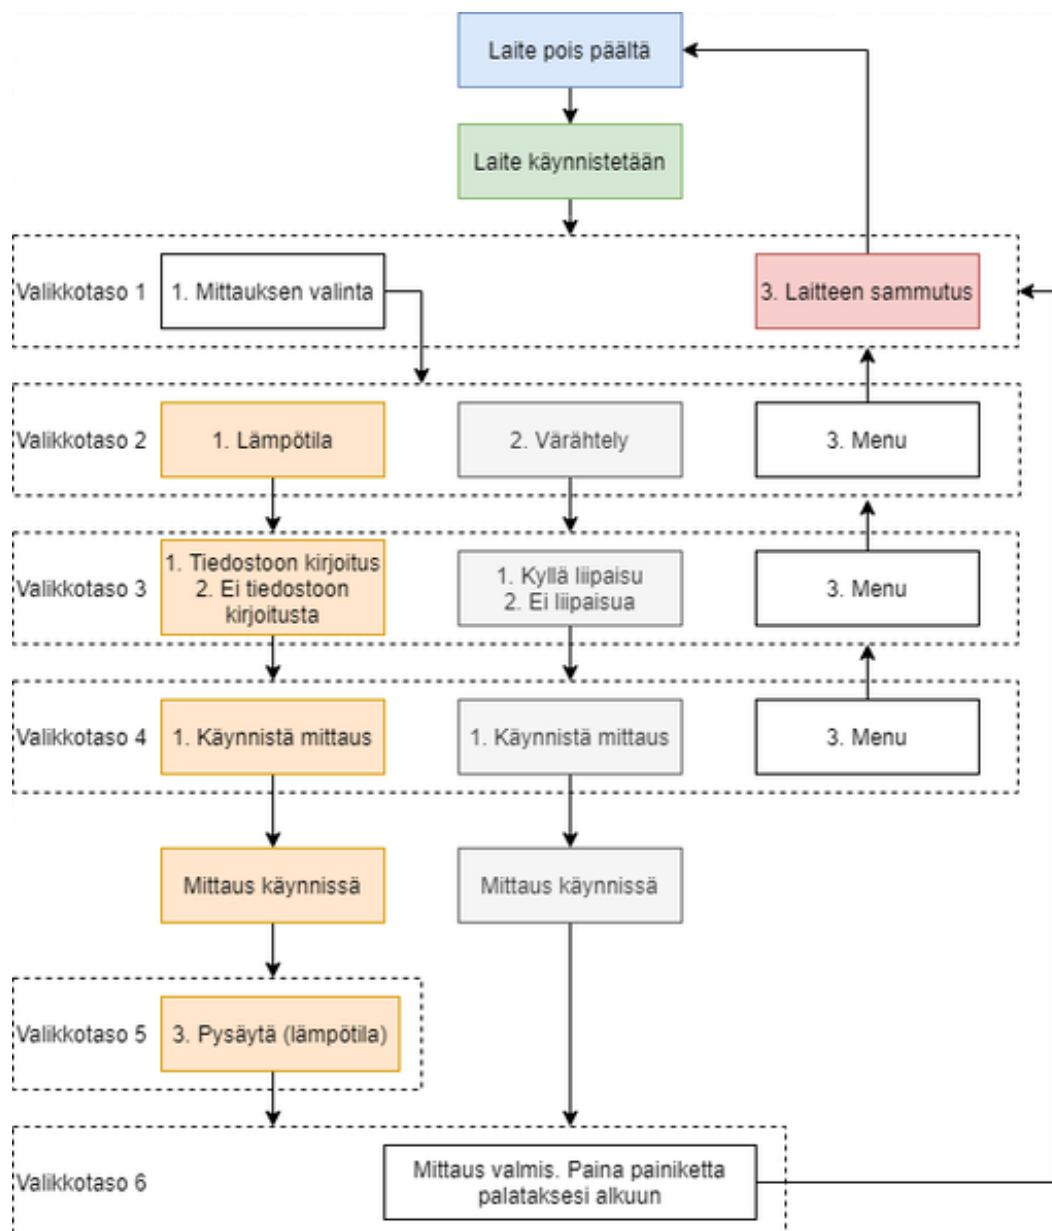 Laite pois päältä
Laite käynnistetään
Valikkotaso 1
1. Mittauksen valinta
3. Laitteen sammutus
Valikkotaso 2
1. Lämpötila
2. Värähtely
3. Menu
Valikkotaso 3
1. Tiedostoon kirjoitus
2. Ei tiedostoon
kirjoitusta
1. Kyllä liipaisu
2. Ei liipaisua
3. Menu
Valikkotaso 4
1. Käynnistä mittaus
1. Käynnistä mittaus
3. Menu
Mittaus käynnissä
Mittaus käynnissä
Valikkotaso 5
3. Pysäytä (lämpötila)
Valikkotaso 6
Mittaus valmis. Paina painiketta
palataksesi alkuun